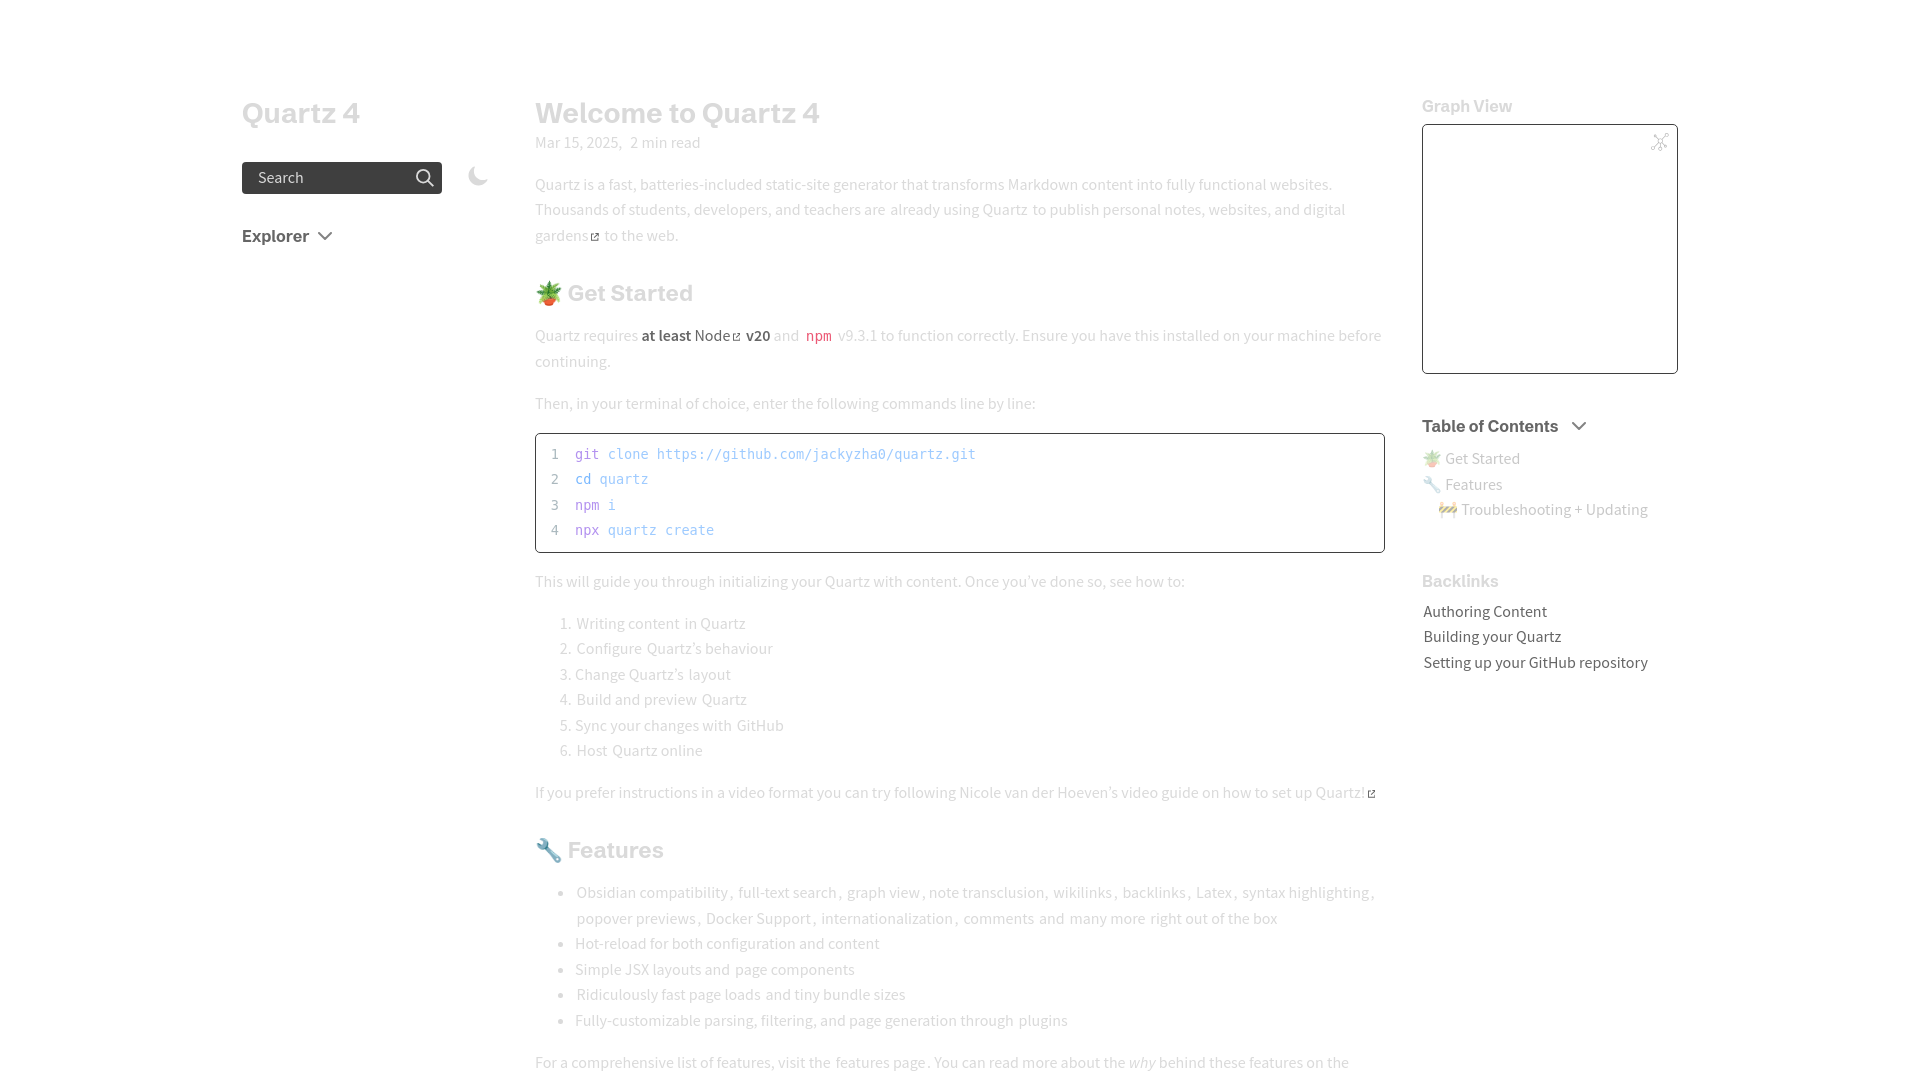 Quartz 4
Search
Explorer
Welcome to Quartz 4
Mar 15, 2025, 2 min read
Quartz is a fast, batteries-included static-site generator that transforms Markdown content into fully functional websites.
Thousands of students, developers, and teachers are already using Quartz to publish personal notes, websites, and digital
gardens to the web.
🪴 Get Started
Quartz requires at least Node v20 and npm v9.3.1 to function correctly. Ensure you have this installed on your machine before
continuing.
Then, in your terminal of choice, enter the following commands line by line:
1 git clone https://github.com/jackyzha0/quartz.git
2 cd quartz
3 npm i
4 npx quartz create
This will guide you through initializing your Quartz with content. Once you've done so, see how to:
1. Writing content in Quartz
2. Configure Quartz's behaviour
3. Change Quartz's layout
4. Build and preview Quartz
5. Sync your changes with GitHub
6. Host Quartz online
If you prefer instructions in a video format you can try following Nicole van der Hoeven's video guide on how to set up Quartz!
🔧 Features
• Obsidian compatibility, full-text search, graph view, note transclusion, wikilinks, backlinks, Latex, syntax highlighting,
popover previews, Docker Support, internationalization, comments and many more right out of the box
• Hot-reload for both configuration and content
• Simple JSX layouts and page components
• Ridiculously fast page loads and tiny bundle sizes
• Fully-customizable parsing, filtering, and page generation through plugins
For a comprehensive list of features, visit the features page. You can read more about the why behind these features on the
Graph View
Table of Contents
🪴 Get Started
🔧 Features
🚧 Troubleshooting + Updating
Backlinks
Authoring Content
Building your Quartz
Setting up your GitHub repository